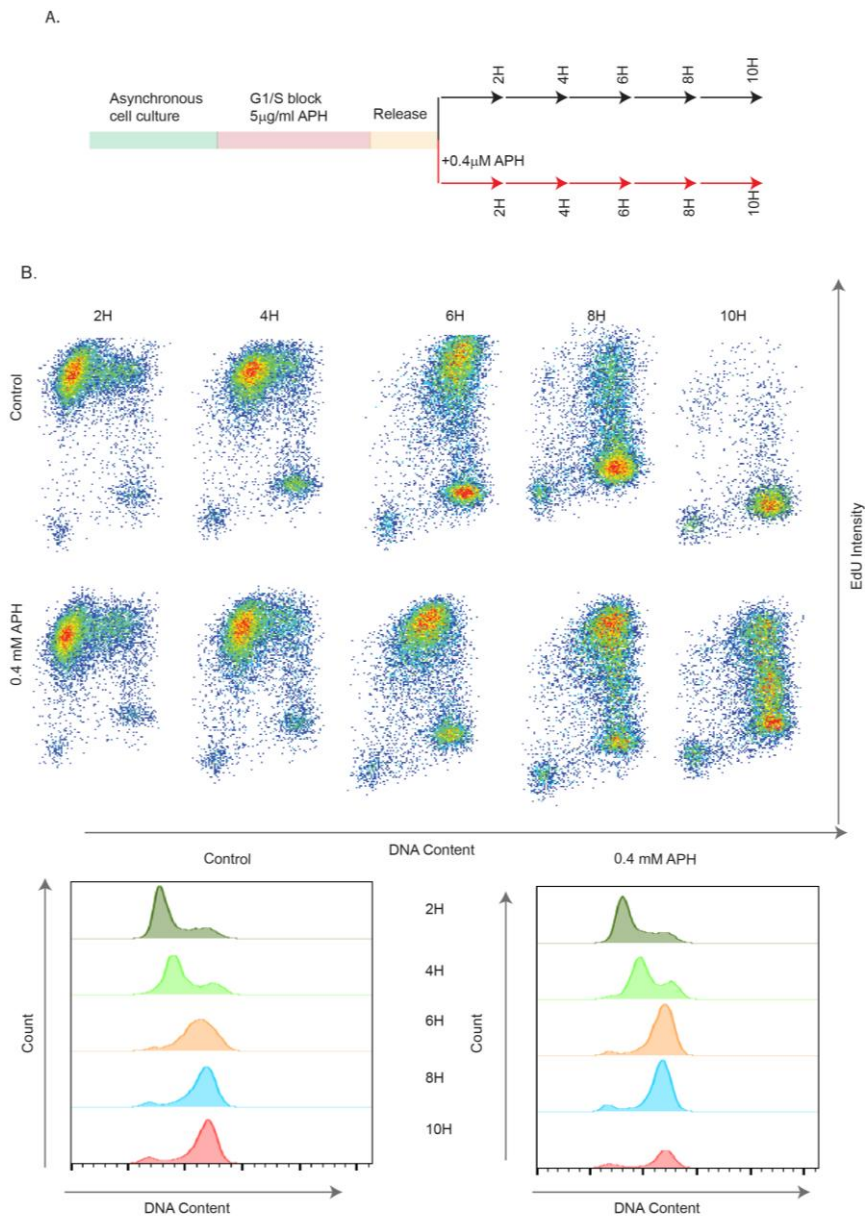 A.
2H
4H
6H
8H
10H
Asynchronous
cell culture
G1/S block
5μg/ml APH
Release
+0.4μM APH
2H
4H
6H
8H
10H
B.
2H
4H
6H
8H
10H
Control
EdU Intensity
0.4 mM APH
DNA Content
Control
0.4 mM APH
2H
4H
6H
8H
10H
Count
Count
DNA Content
DNA Content